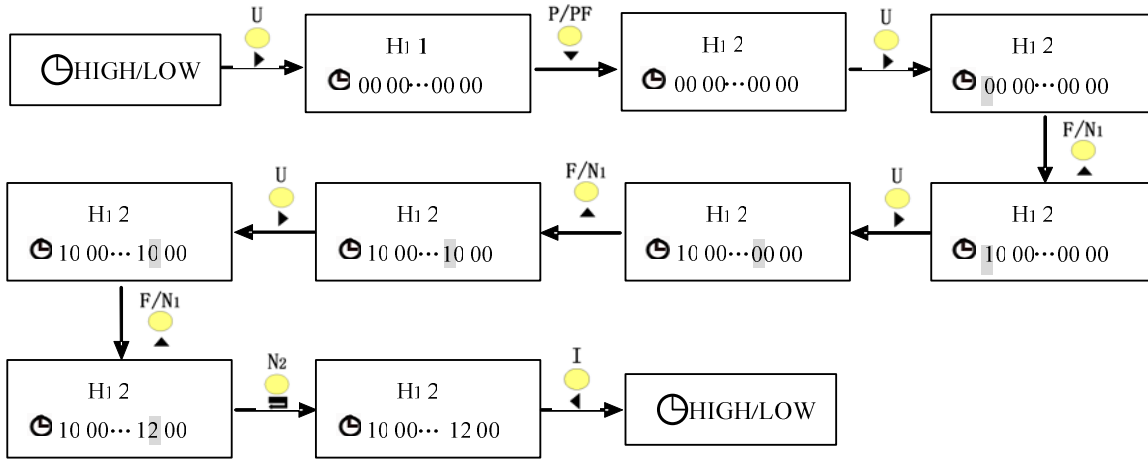 HIGH/LOW
U
H1 1
00 00···00 00
P/PF
H1 2
00 00···00 00
U
H1 2
00 00···00 00
F/N1
H1 2
10 00···00 00
U
H1 2
10 00···00 00
F/N1
H1 2
10 00···10 00
U
H1 2
10 00··· 10 00
F/N1
H1 2
10 00··· 12 00
N2
H1 2
10 00··· 12 00
I
HIGH/LOW